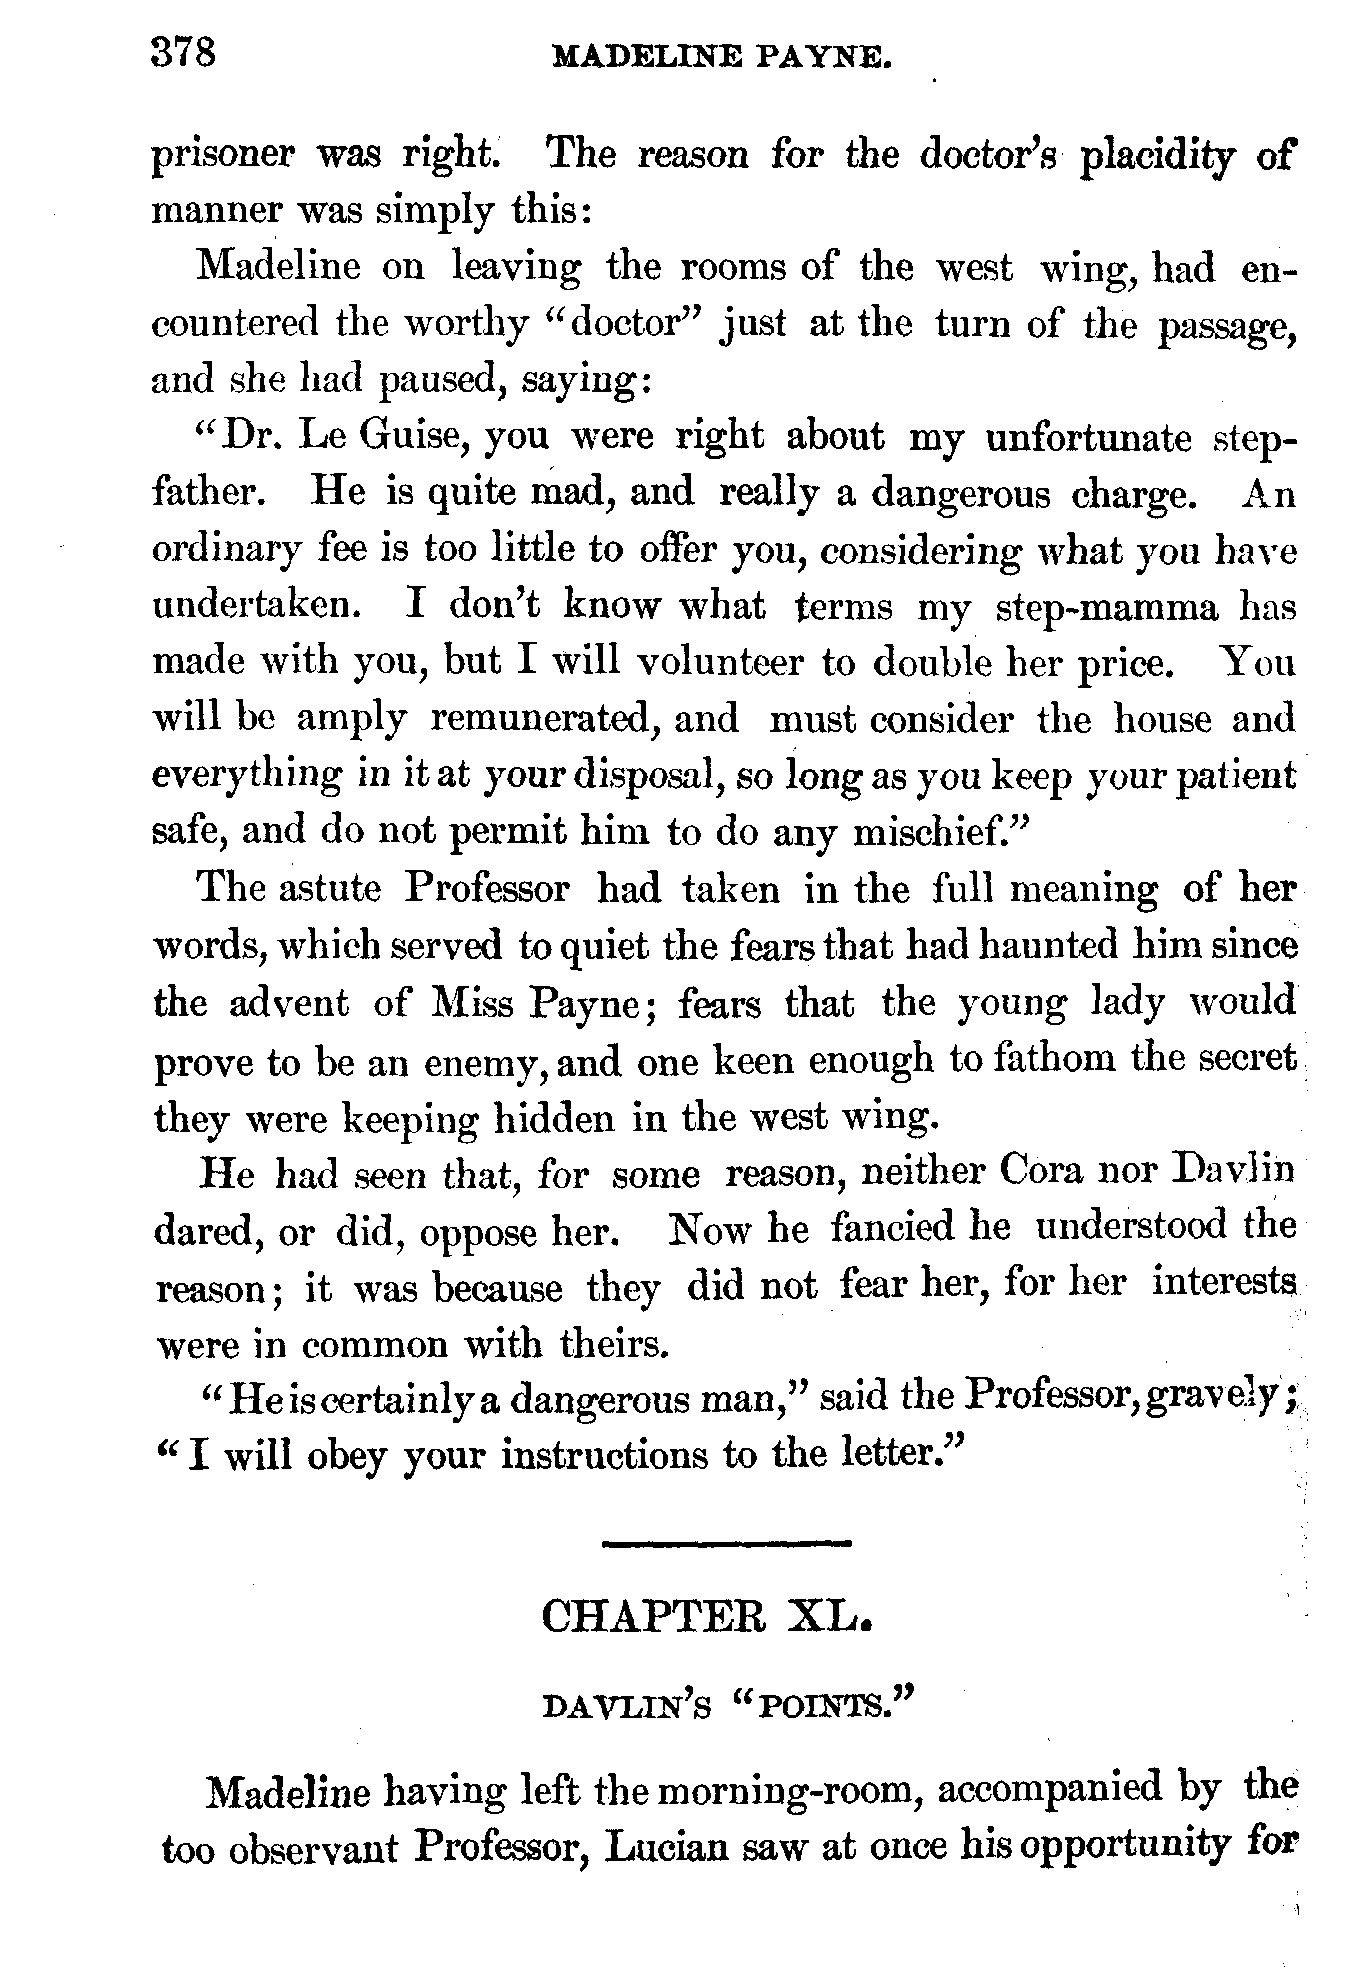 378 MADELINE PAYNE.
prisoner was right. The reason for the doctor's placidity of
manner was simply this:
Madeline on leaving the rooms of the west wing, had en-
countered the worthy "doctor" just at the turn of the passage,
and she had paused, saying:
"Dr. Le Guise, you were right about my unfortunate step-
father. He is quite mad, and really a dangerous charge. An
ordinary fee is too little to offer you, considering what you have
undertaken. I don't know what terms my step-mamma has
made with you, but I will volunteer to double her price. You
will be amply remunerated, and must consider the house and
everything in it at your disposal, so long as you keep your patient
safe, and do not permit him to do any mischief."
The astute Professor had taken in the full meaning of her
words, which served to quiet the fears that had haunted him since
the advent of Miss Payne; fears that the young lady would
prove to be an enemy, and one keen enough to fathom the secret
they were keeping hidden in the west wing.
He had seen that, for some reason, neither Cora nor Davlin
dared, or did, oppose her. Now he fancied he understood the
reason; it was because they did not fear her, for her interests
were in common with theirs.
"He is certainly a dangerous man," said the Professor, gravely;
"I will obey your instructions to the letter."
CHAPTER XL.
DAVLIN'S "POINTS."
Madeline having left the morning-room, accompanied by the
too observant Professor, Lucian saw at once his opportunity for